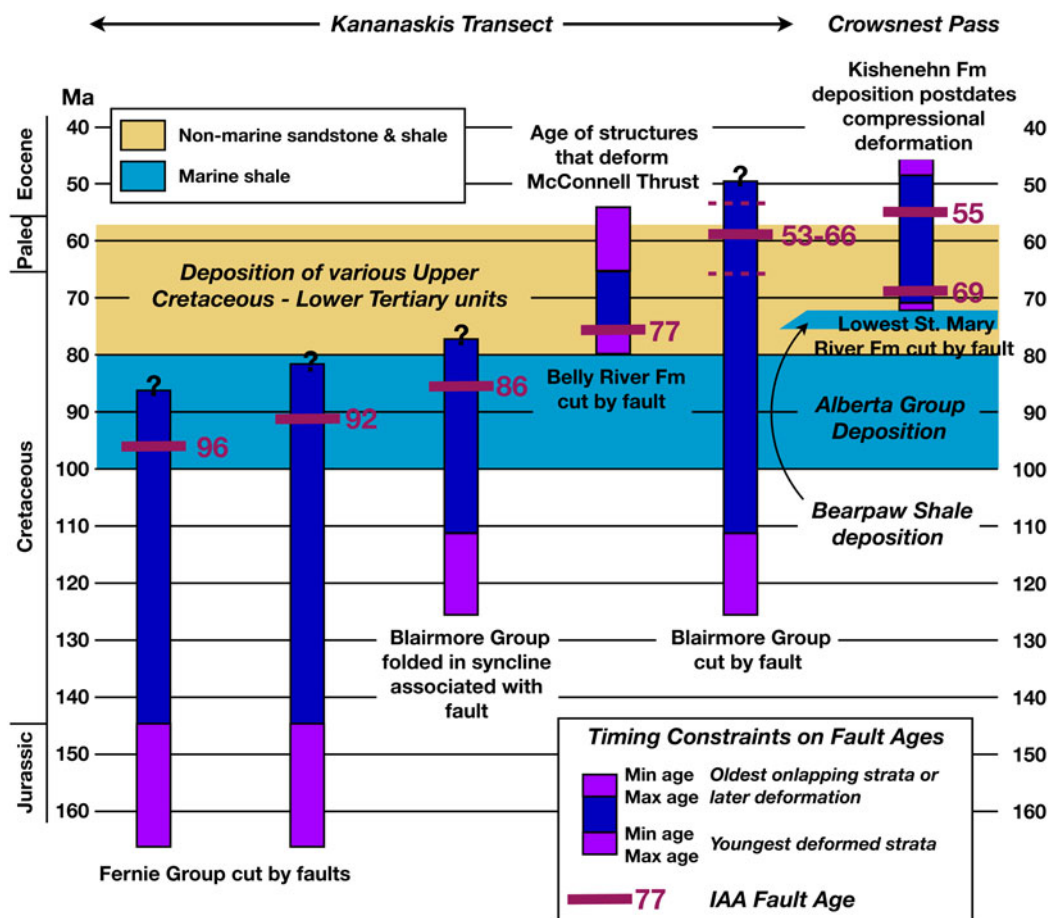 Kananaskis Transect
Crowsnest Pass
Ma
Non-marine sandstone & shale
Marine shale
Age of structures
that deform
McConnell Thrust
Kishenehn Fm
deposition postdates
compressional
deformation
Eocene
Paleo
Cretaceous
Jurassic
40
50
60
70
80
90
100
110
120
130
140
150
160
40
50
60
70
80
90
100
110
120
130
140
150
160
Deposition of various Upper
Cretaceous - Lower Tertiary units
?
96
?
92
?
86
77
?
53-66
55
69
Lowest St. Mary
River Fm cut by fault
Belly River Fm
cut by fault
Alberta Group
Deposition
Bearpaw Shale
deposition
Blairmore Group
folded in syncline
associated with
fault
Blairmore Group
cut by fault
Fernie Group cut by faults
Timing Constraints on Fault Ages
Min age
Max age
Oldest onlapping strata or
later deformation
Min age
Max age
Youngest deformed strata
77
IAA Fault Age